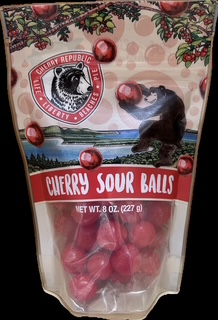 CHERRY REPUBLIC
LIFE, LIBERTY, BEACHES & PIE
CHERRY SOUR BALLS
NET WT. 8 OZ. (227 g)